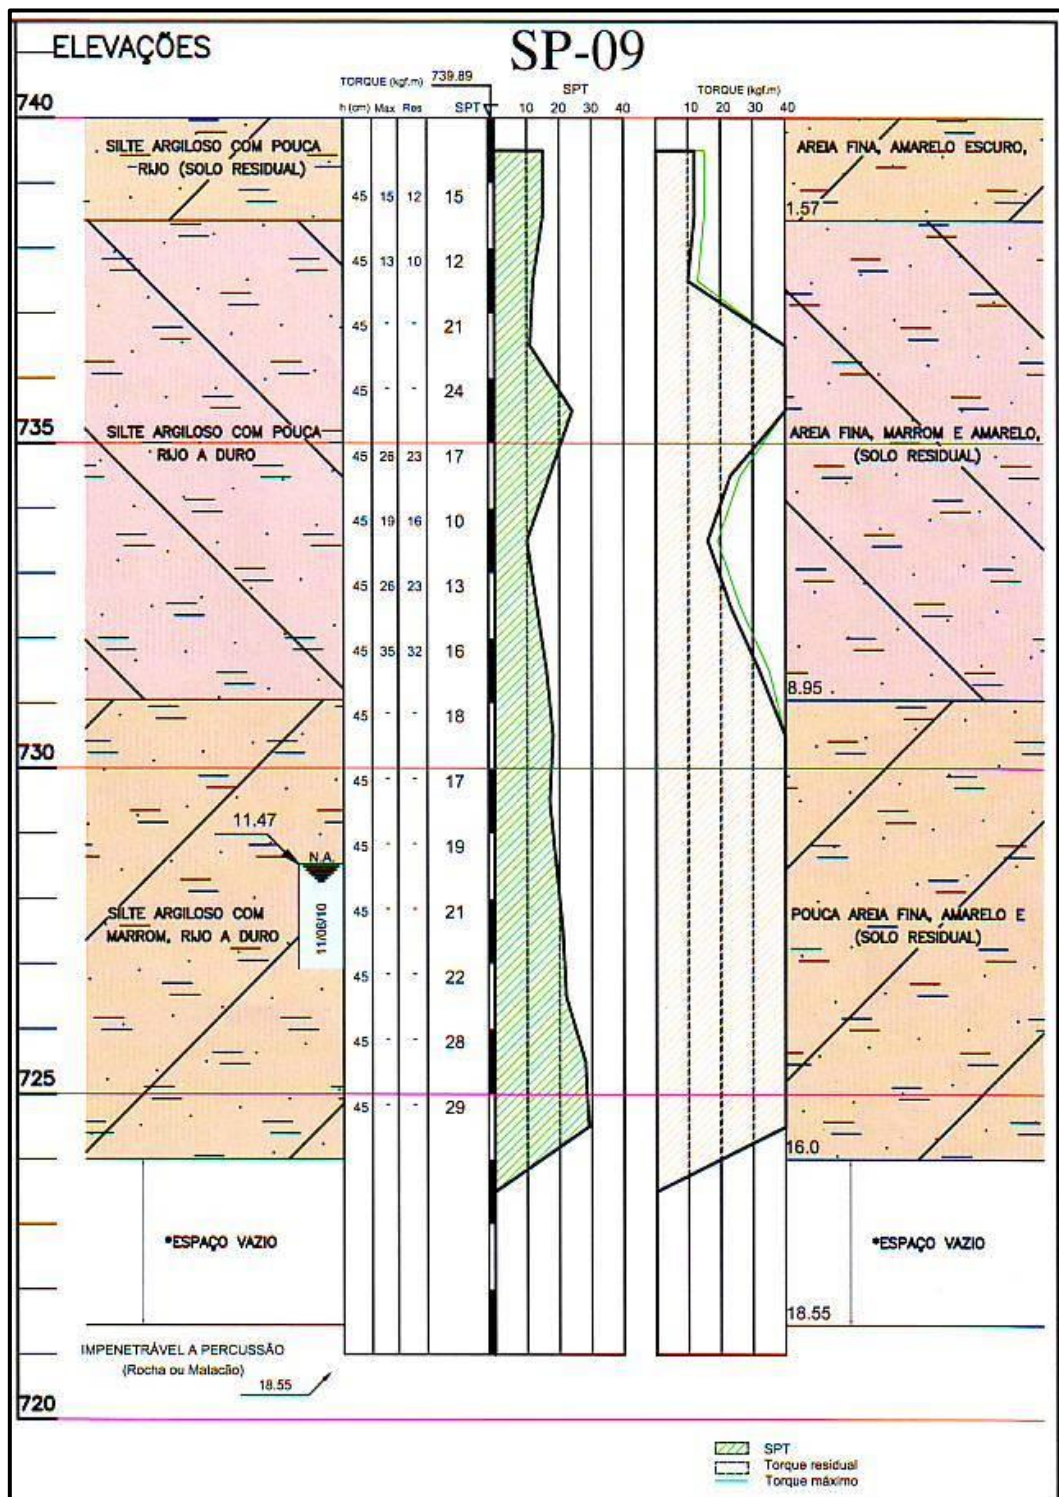 ELEVAÇÕES
SP-09
TORQUE (kgf.m) 739.89
SPT
TORQUE (kgf.m)
h (cm) Max Res SPT
10 20 30 40
10 20 30 40
740
SILTE ARGILOSO COM POUCA
RIJO (SOLO RESIDUAL)
AREIA FINA, AMARELO ESCURO,
45 15 12 15
1.57
45 13 10 12
45 - - 21
45 - - 24
SILTE ARGILOSO COM POUCA
RIJO A DURO
AREIA FINA, MARROM E AMARELO,
(SOLO RESIDUAL)
735
45 26 23 17
45 19 16 10
45 26 23 13
45 35 32 16
8.95
45 - - 18
730
45 - - 17
11.47
45 - - 19
N.A.
11/06/10
SILTE ARGILOSO COM
MARROM, RIJO A DURO
45 - - 21
POUCA AREIA FINA, AMARELO E
(SOLO RESIDUAL)
45 - - 22
45 - - 28
725
45 - - 29
16.0
*ESPAÇO VAZIO
*ESPAÇO VAZIO
18.55
IMPENETRÁVEL A PERCUSSÃO
(Rocha ou Matacão)
18.55
720
SPT
Torque residual
Torque máximo